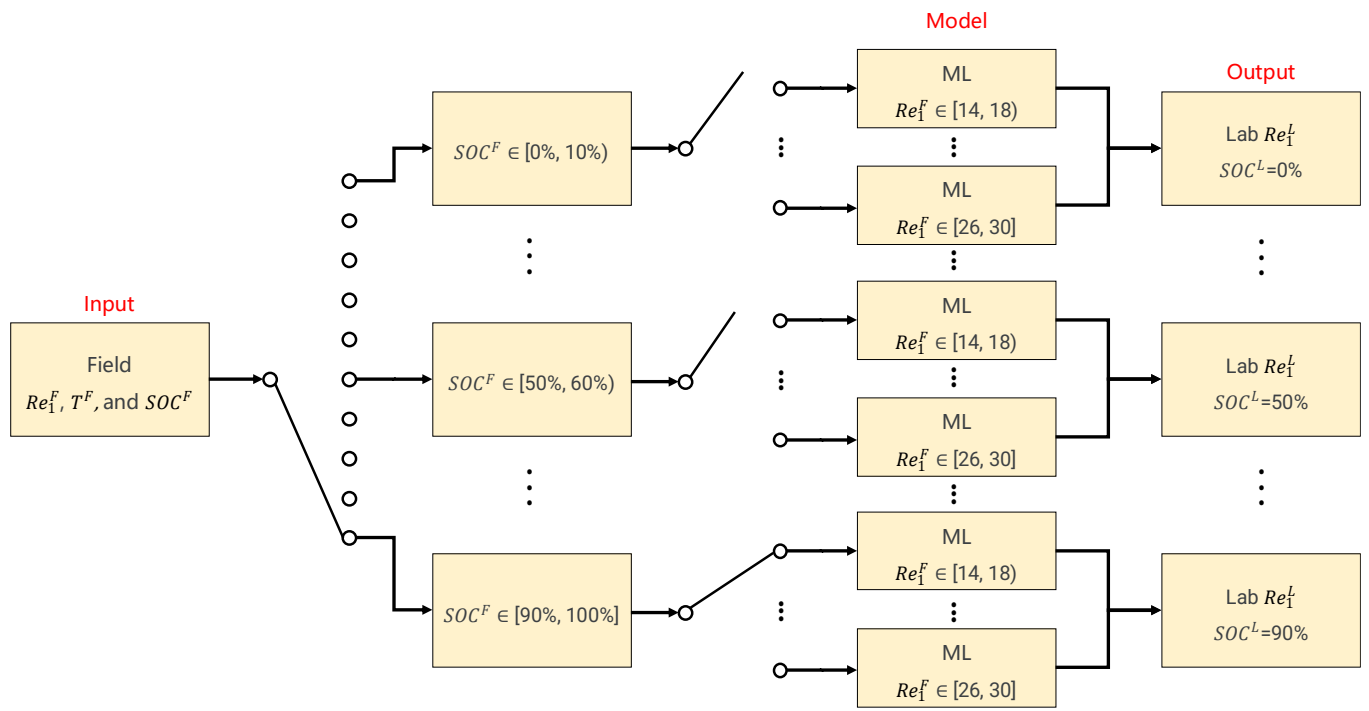 Model
Output
Input
Field
Re₁ᶠ, Tᶠ, and SOCᶠ
SOCᶠ ∈ [0%, 10%)
SOCᶠ ∈ [50%, 60%)
SOCᶠ ∈ [90%, 100%]
ML
Re₁ᶠ ∈ [14, 18)
ML
Re₁ᶠ ∈ [26, 30]
ML
Re₁ᶠ ∈ [14, 18)
ML
Re₁ᶠ ∈ [26, 30]
ML
Re₁ᶠ ∈ [14, 18)
ML
Re₁ᶠ ∈ [26, 30]
Lab Re₁ᴸ
SOCᴸ=0%
Lab Re₁ᴸ
SOCᴸ=50%
Lab Re₁ᴸ
SOCᴸ=90%